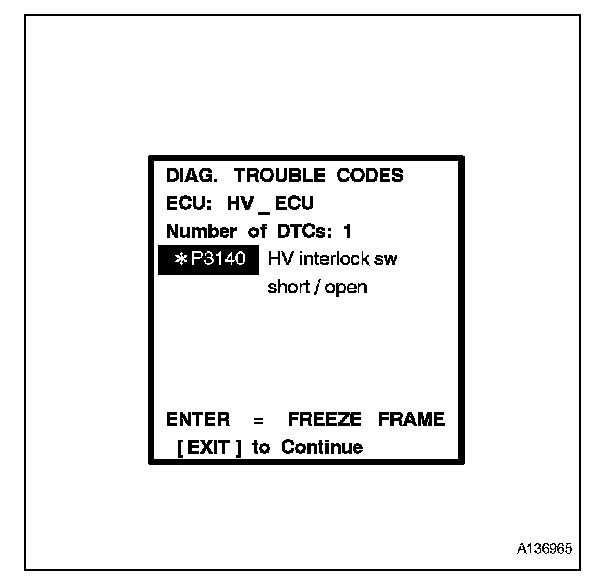 DIAG. TROUBLE CODES
ECU: HV_ECU
Number of DTCs: 1
*P3140 HV interlock sw
short / open
ENTER = FREEZE FRAME
[EXIT] to Continue
A136965